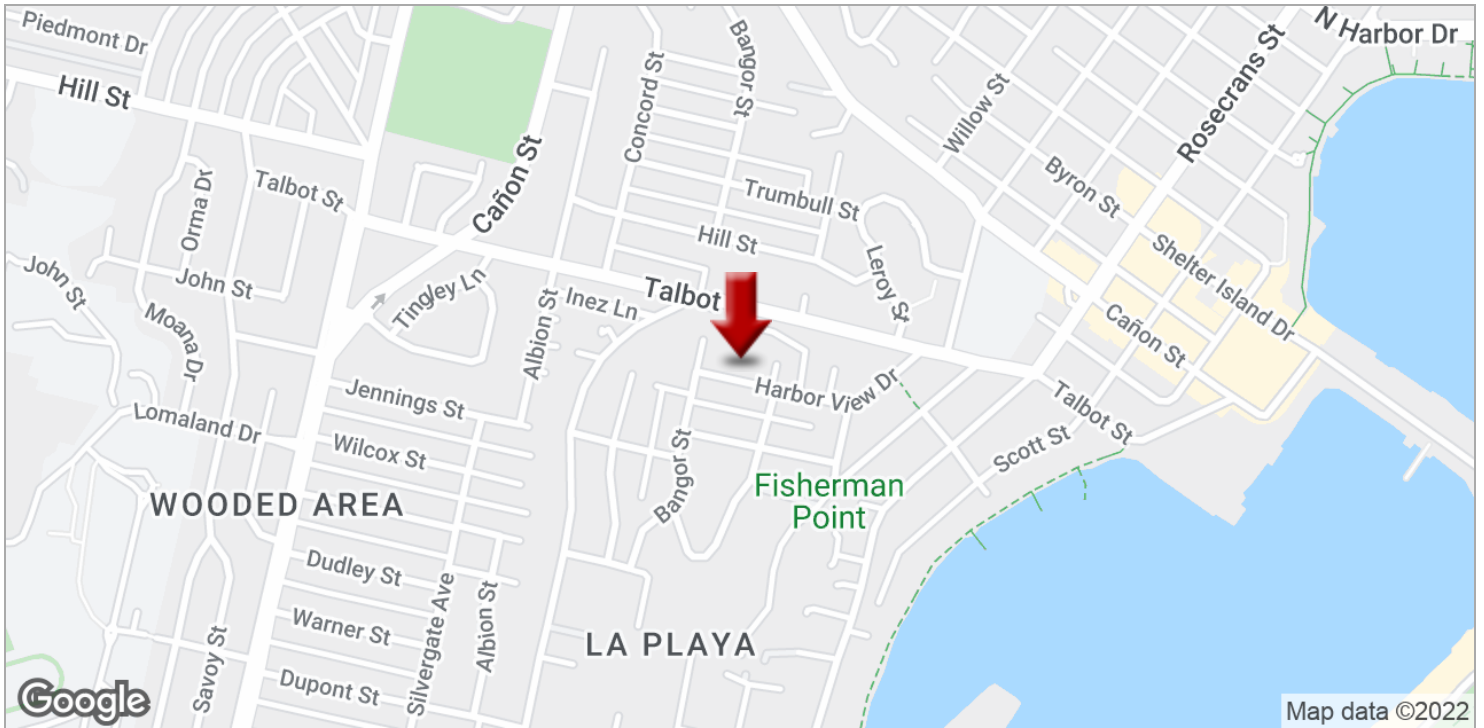 Piedmont Dr
Hill St
Concord St
Bangor St
Willow St
Rosecrans St
N Harbor Dr
Cañon St
Orma Dr
Talbot St
Trumbull St
Byron St
Hill St
Leroy St
Shelter Island Dr
John St
John St
Tingley Ln
Inez Ln
Talbot
Albion St
Moana Dr
Cañon St
Jennings St
Harbor View Dr
Talbot St
Lomaland Dr
Wilcox St
Bangor St
Scott St
WOODED AREA
Fisherman
Point
Dudley St
Silvergate Ave
Albion St
Warner St
LA PLAYA
Savoy St
Dupont St
Google
Map data ©2022